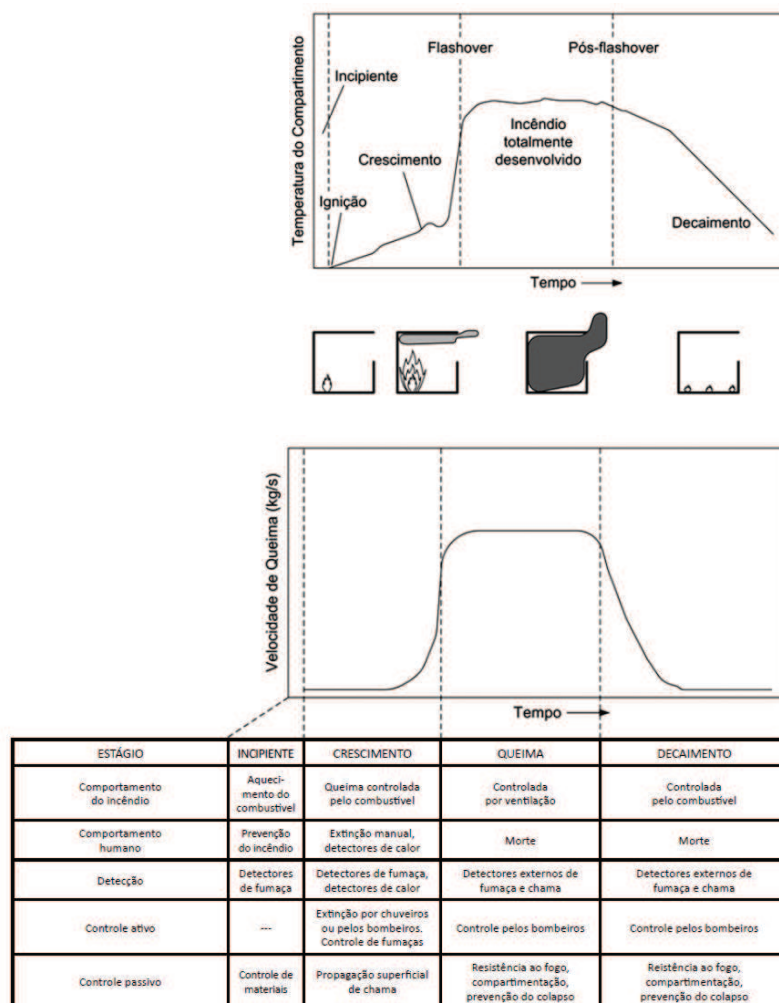 Temperatura do Compartimento
Flashover
Pós-flashover
Incipiente
Incêndio
totalmente
desenvolvido
Crescimento
Ignição
Decaimento
Tempo
Velocidade de Queima (kg/s)
Tempo
ESTÁGIO INCIPIENTE CRESCIMENTO QUEIMA DECAIMENTO
Comportamento
do incêndio
Aqueci-
mento do
combustível
Queima controlada
pelo combustível
Controlada
por ventilação
Controlada
pelo combustível
Comportamento
humano
Prevenção
do incêndio
Extinção manual,
detectores de calor
Morte
Morte
Detecção
Detectores
de fumaça
Detectores de fumaça,
detectores de calor
Detectores externos de
fumaça e chama
Detectores externos de
fumaça e chama
Controle ativo
---
Extinção por chuveiros
ou pelos bombeiros.
Controle de fumaças
Controle pelos bombeiros
Controle pelos bombeiros
Controle passivo
Controle de
materiais
Propagação superficial
de chama
Resistência ao fogo,
compartimentação,
prevenção do colapso
Reistência ao fogo,
compartimentação,
prevenção do colapso